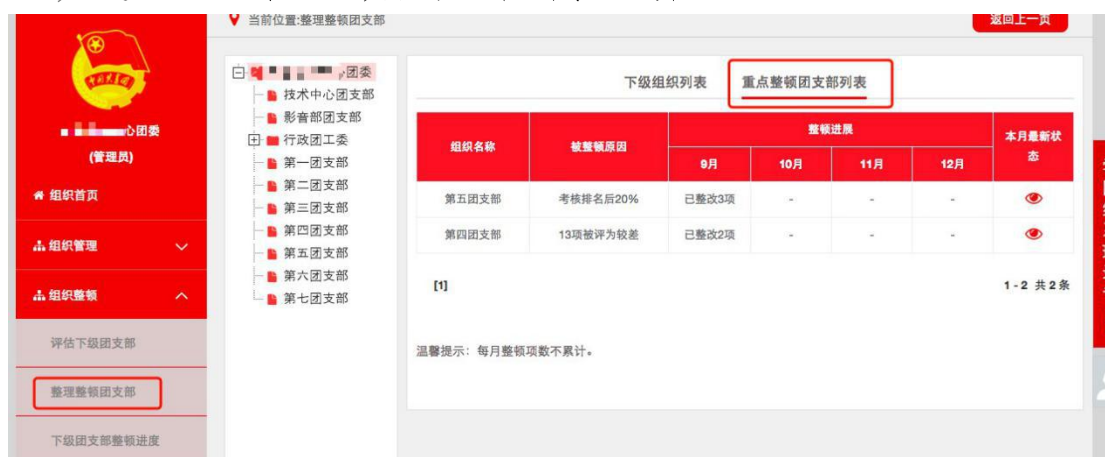 当前位置:整理整顿团支部
返回上一页
心团委
(管理员)
组织首页
组织管理
组织整顿
评估下级团支部
整理整顿团支部
下级团支部整顿进度
团委
技术中心团支部
影音部团支部
行政团工委
第一团支部
第二团支部
第三团支部
第四团支部
第五团支部
第六团支部
第七团支部
下级组织列表 重点整顿团支部列表
组织名称 被整顿原因 整顿进展 本月最新状态
9月 10月 11月 12月
第五团支部 考核排名后20% 已整改3项 - - -
第四团支部 13项被评为较差 已整改2项 - - -
[1] 1-2 共2条
温馨提示：每月整顿项数不累计。